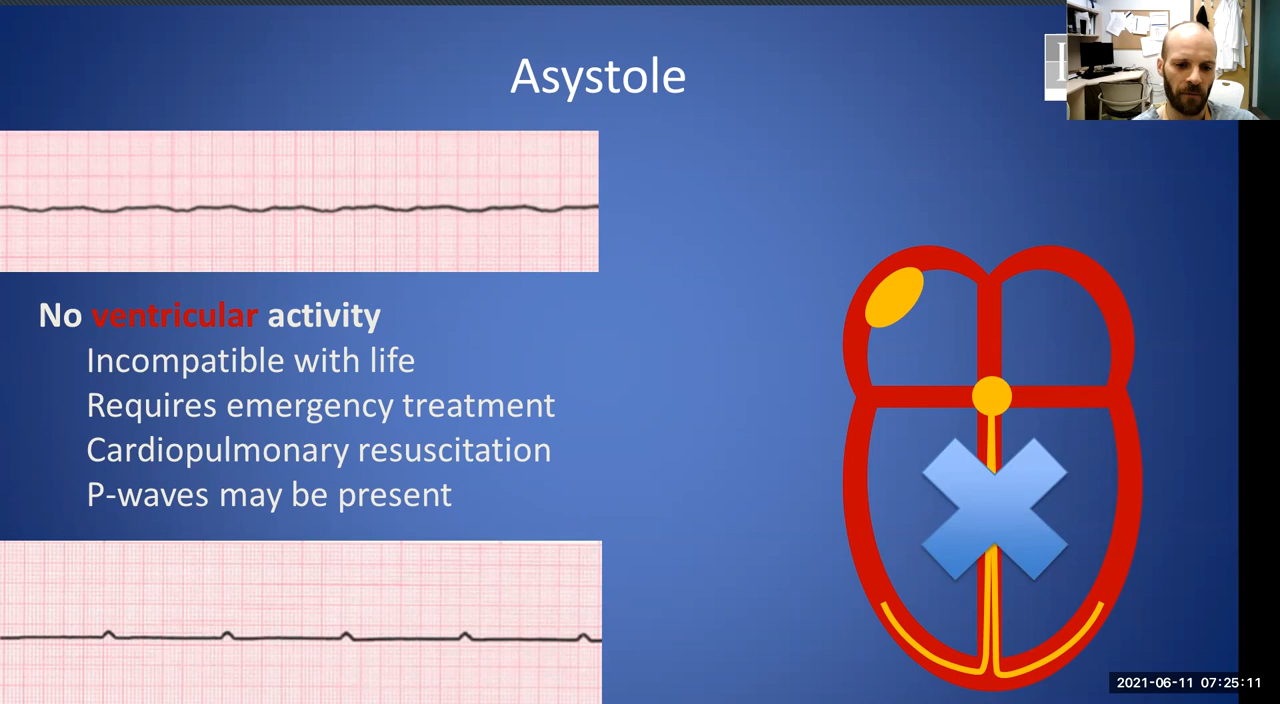 Asystole
No ventricular activity
Incompatible with life
Requires emergency treatment
Cardiopulmonary resuscitation
P-waves may be present
2021-06-11 07:25:11